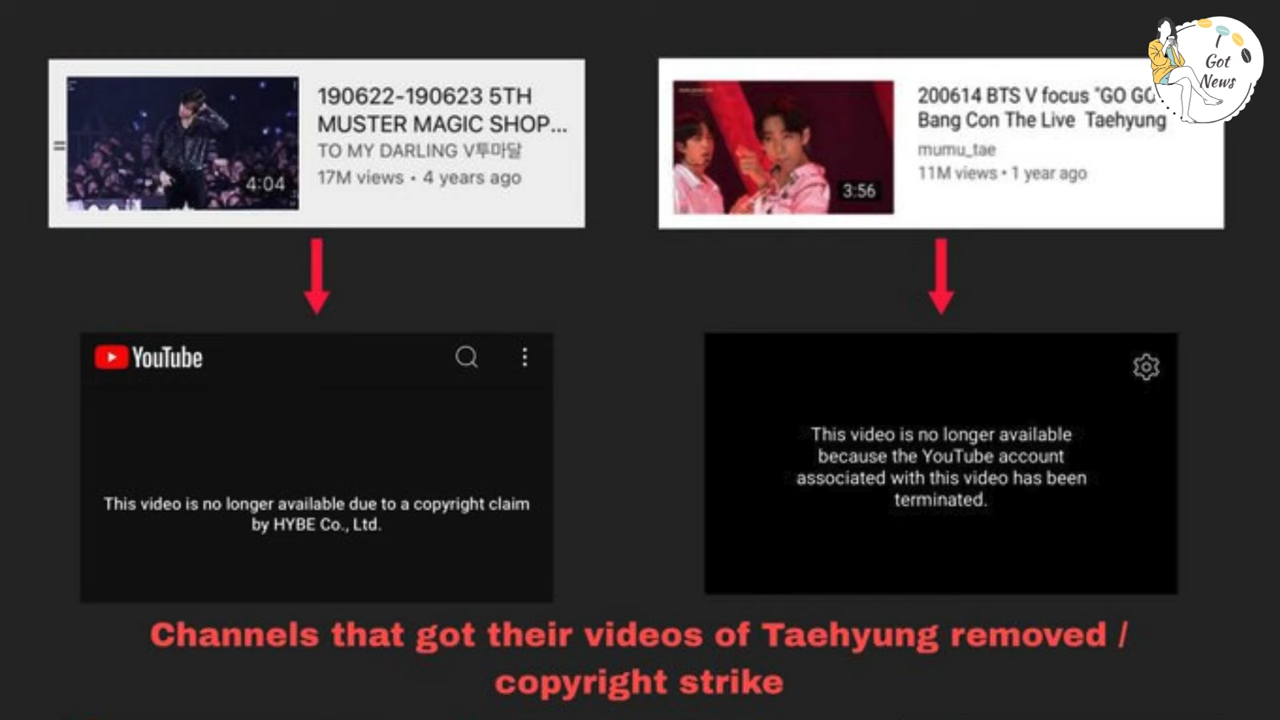 I
Got
News
190622-190623 5TH
MUSTER MAGIC SHOP...
TO MY DARLING V투마달
17M views • 4 years ago
4:04
200614 BTS V focus "GO GO
Bang Con The Live Taehyung
mumu_tae
11M views • 1 year ago
3:56
YouTube
This video is no longer available due to a copyright claim
by HYBE Co., Ltd.
This video is no longer available
because the YouTube account
associated with this video has been
terminated.
Channels that got their videos of Taehyung removed /
copyright strike